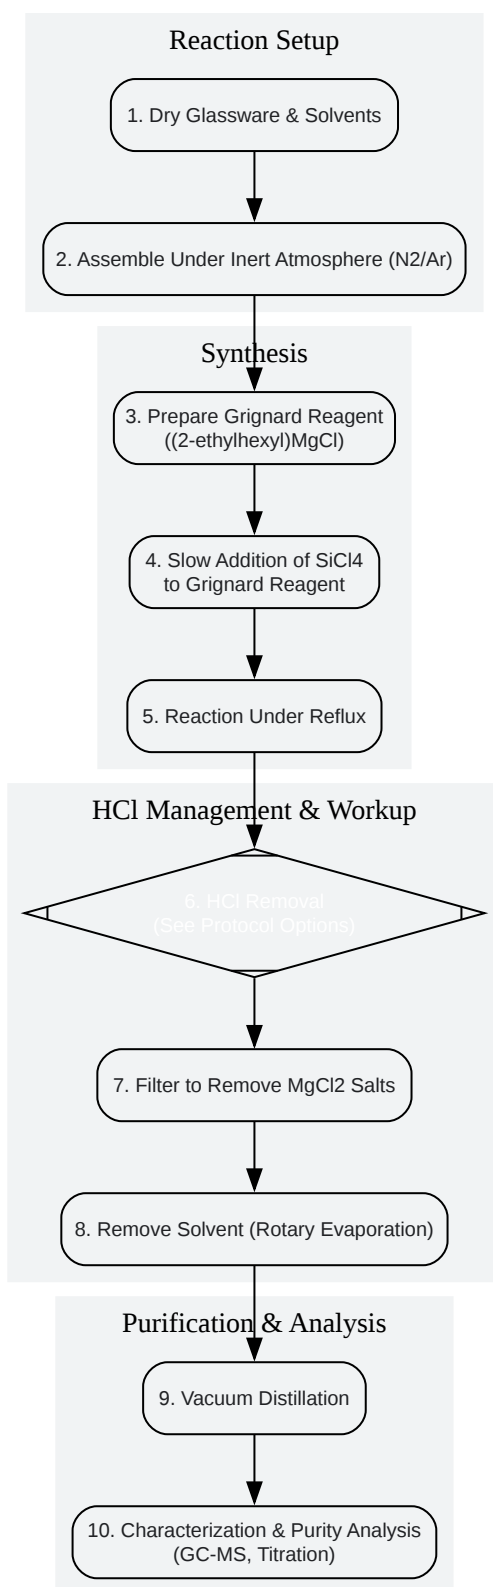 Reaction Setup
1. Dry Glassware & Solvents
2. Assemble Under Inert Atmosphere (N2/Ar)
Synthesis
3. Prepare Grignard Reagent
((2-ethylhexyl)MgCl)
4. Slow Addition of SiCl4
to Grignard Reagent
5. Reaction Under Reflux
HCl Management & Workup
6. HCl Removal
(See Protocol Options)
7. Filter to Remove MgCl2 Salts
8. Remove Solvent (Rotary Evaporation)
Purification & Analysis
9. Vacuum Distillation
10. Characterization & Purity Analysis
(GC-MS, Titration)